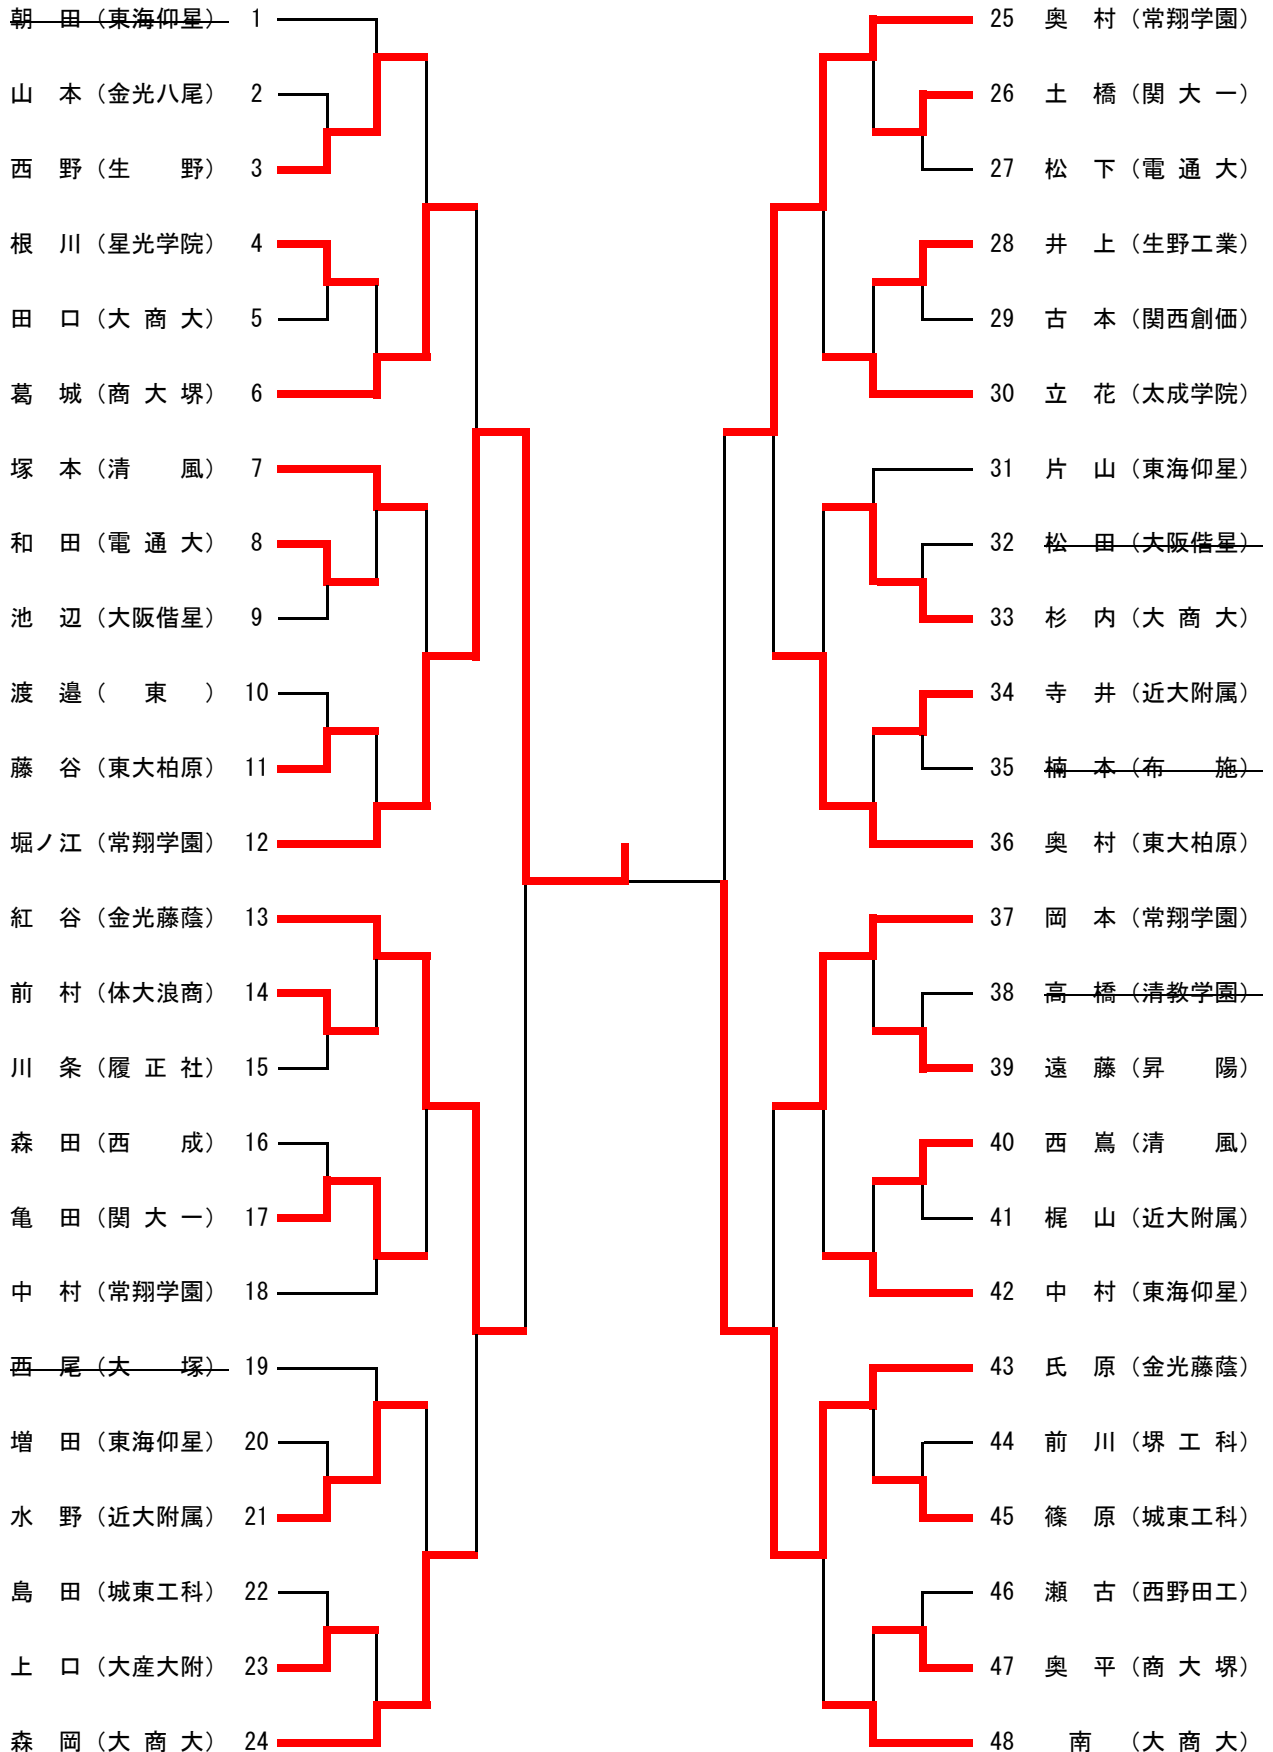 朝　田（東海仰星） 1
山　本（金光八尾） 2
西　野（生　　野） 3
根　川（星光学院） 4
田　口（大 商 大） 5
葛　城（商 大 堺） 6
塚　本（清　　風） 7
和　田（電 通 大） 8
池　辺（大阪偕星） 9
渡　邉（　東　） 10
藤　谷（東大柏原） 11
堀ノ江（常翔学園） 12
紅　谷（金光藤蔭） 13
前　村（体大浪商） 14
川　条（履 正 社） 15
森　田（西　　成） 16
亀　田（関 大 一） 17
中　村（常翔学園） 18
西　尾（大　　塚） 19
増　田（東海仰星） 20
水　野（近大附属） 21
島　田（城東工科） 22
上　口（大産大附） 23
森　岡（大 商 大） 24
25 奥　村（常翔学園）
26 土　橋（関 大 一）
27 松　下（電 通 大）
28 井　上（生野工業）
29 古　本（関西創価）
30 立　花（太成学院）
31 片　山（東海仰星）
32 松　田（大阪偕星）
33 杉　内（大 商 大）
34 寺　井（近大附属）
35 楠　本（布　　施）
36 奥　村（東大柏原）
37 岡　本（常翔学園）
38 高　橋（清教学園）
39 遠　藤（昇　　陽）
40 西　嶌（清　　風）
41 梶　山（近大附属）
42 中　村（東海仰星）
43 氏　原（金光藤蔭）
44 前　川（堺 工 科）
45 篠　原（城東工科）
46 瀬　古（西野田工）
47 奥　平（商 大 堺）
48 　南　（大 商 大）